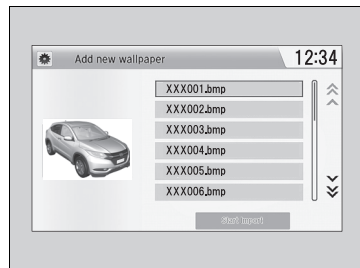 Add new wallpaper
12:34
XXX001.bmp
XXX002.bmp
XXX003.bmp
XXX004.bmp
XXX005.bmp
XXX006.bmp
Start Import